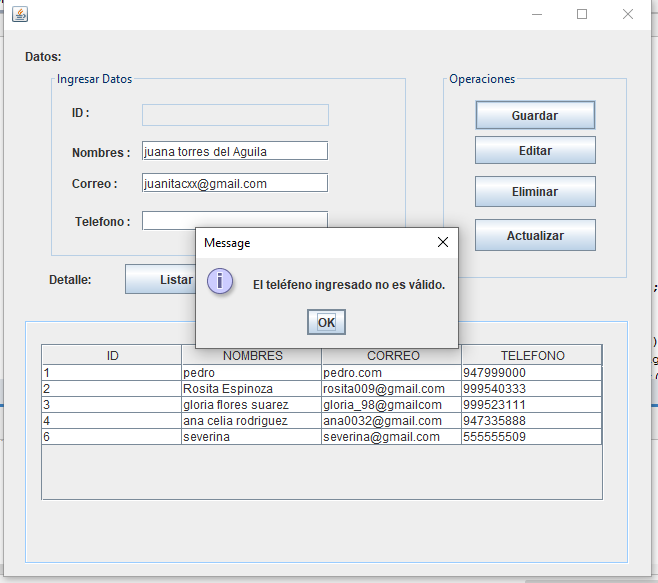 Datos:
Ingresar Datos
Operaciones
ID :
Guardar
Nombres :
juana torres del Aguila
Editar
Correo :
juanitacxx@gmail.com
Eliminar
Telefono :
Actualizar
Detalle:
Listar
Message
El teléfeno ingresado no es válido.
OK
ID NOMBRES CORREO TELEFONO
1 pedro pedro.com 947999000
2 Rosita Espinoza rosita009@gmail.com 999540333
3 gloria flores suarez gloria_98@gmailcom 999523111
4 ana celia rodriguez ana0032@gmail.com 947335888
6 severina severina@gmail.com 555555509